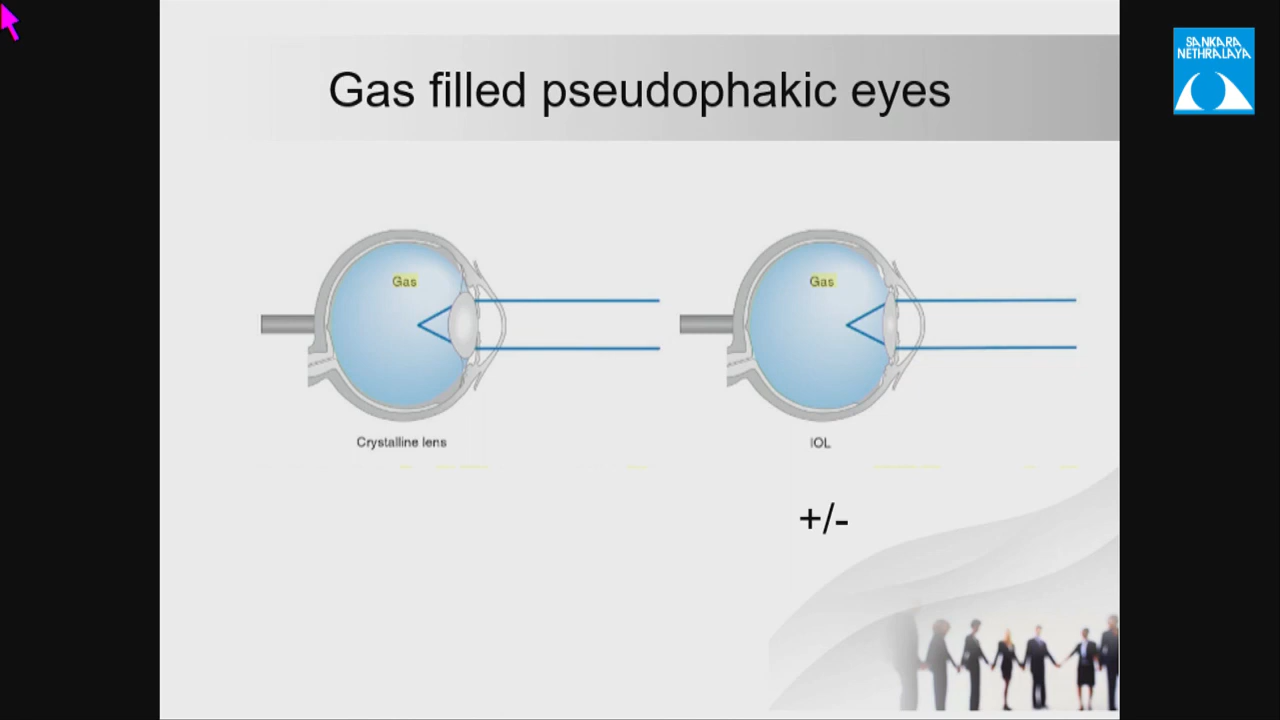 SANKARA
NETHRALAYA
Gas filled pseudophakic eyes
Gas
Gas
Crystalline lens
IOL
+/-